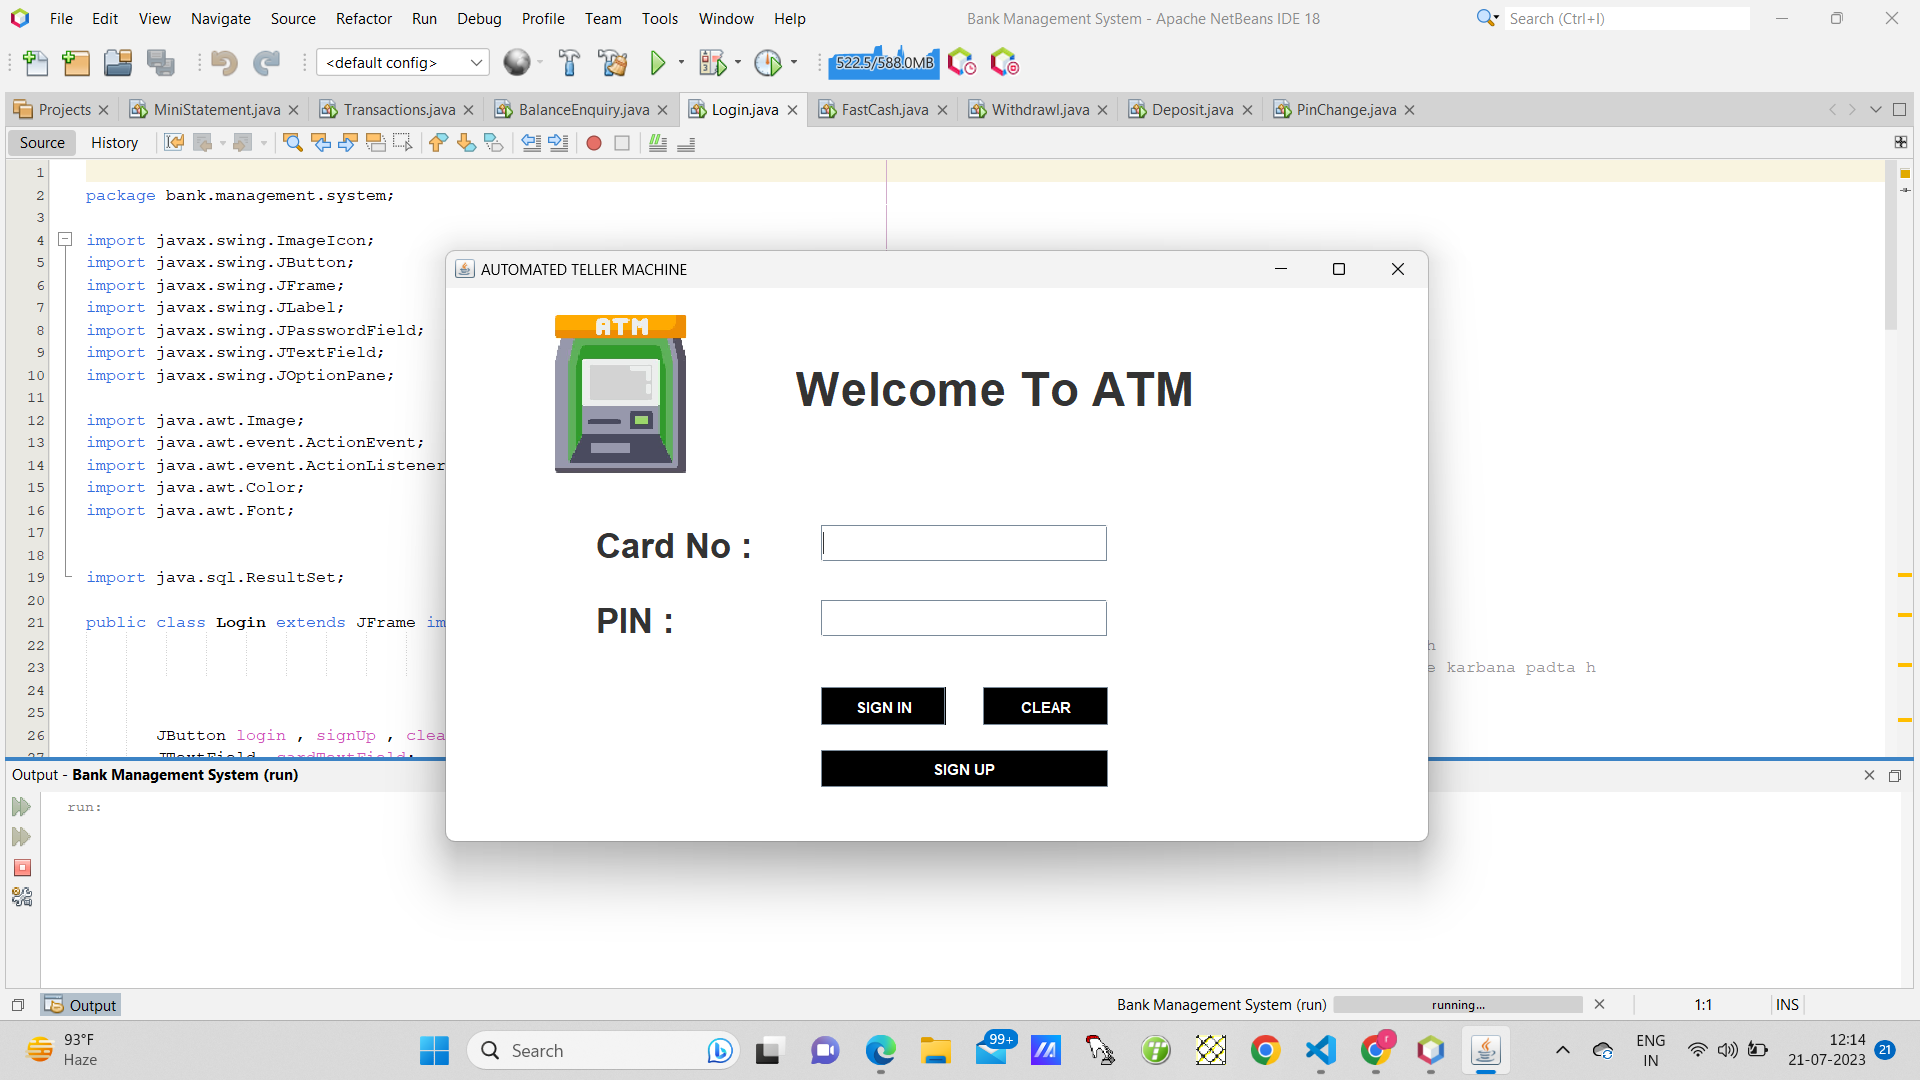 File Edit View Navigate Source Refactor Run Debug Profile Team Tools Window Help
Bank Management System - Apache NetBeans IDE 18
Search (Ctrl+I)
<default config>
522.5/588.0MB
Projects MiniStatement.java Transactions.java BalanceEnquiry.java Login.java FastCash.java Withdrawl.java Deposit.java PinChange.java
Source History
1
2 package bank.management.system;
3
4 import javax.swing.ImageIcon;
5 import javax.swing.JButton;
6 import javax.swing.JFrame;
7 import javax.swing.JLabel;
8 import javax.swing.JPasswordField;
9 import javax.swing.JTextField;
10 import javax.swing.JOptionPane;
11
12 import java.awt.Image;
13 import java.awt.event.ActionEvent;
14 import java.awt.event.ActionListener
15 import java.awt.Color;
16 import java.awt.Font;
17
18
19 import java.sql.ResultSet;
20
21 public class Login extends JFrame im
22 h
23 e karbana padta h
24
25
26 JButton login , signUp , clea
27 JTextField cardTextField;
AUTOMATED TELLER MACHINE
ATM
Welcome To ATM
Card No :
PIN :
SIGN IN CLEAR
SIGN UP
Output - Bank Management System (run)
run:
Output
Bank Management System (run) running... 1:1 INS
93°F
Haze
Search
99+
ENG
IN
12:14
21-07-2023
21